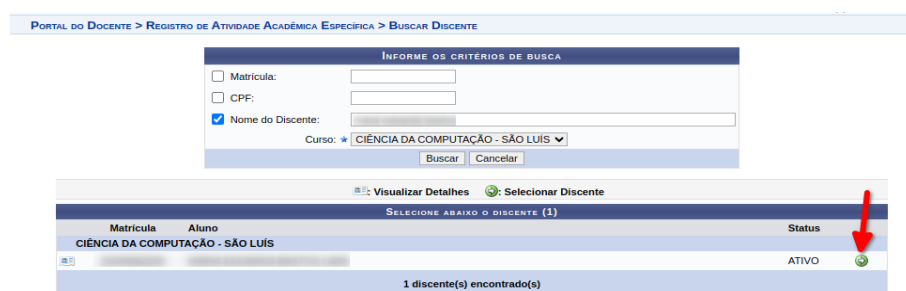 Portal do Docente > Registro de Atividade Acadêmica Específica > Buscar Discente
Informe os critérios de busca
Matrícula:
CPF:
Nome do Discente:
Curso: CIÊNCIA DA COMPUTAÇÃO - SÃO LUÍS
Buscar Cancelar
: Visualizar Detalhes : Selecionar Discente
Selecione abaixo o discente (1)
Matrícula Aluno Status
CIÊNCIA DA COMPUTAÇÃO - SÃO LUÍS
ATIVO
1 discente(s) encontrado(s)